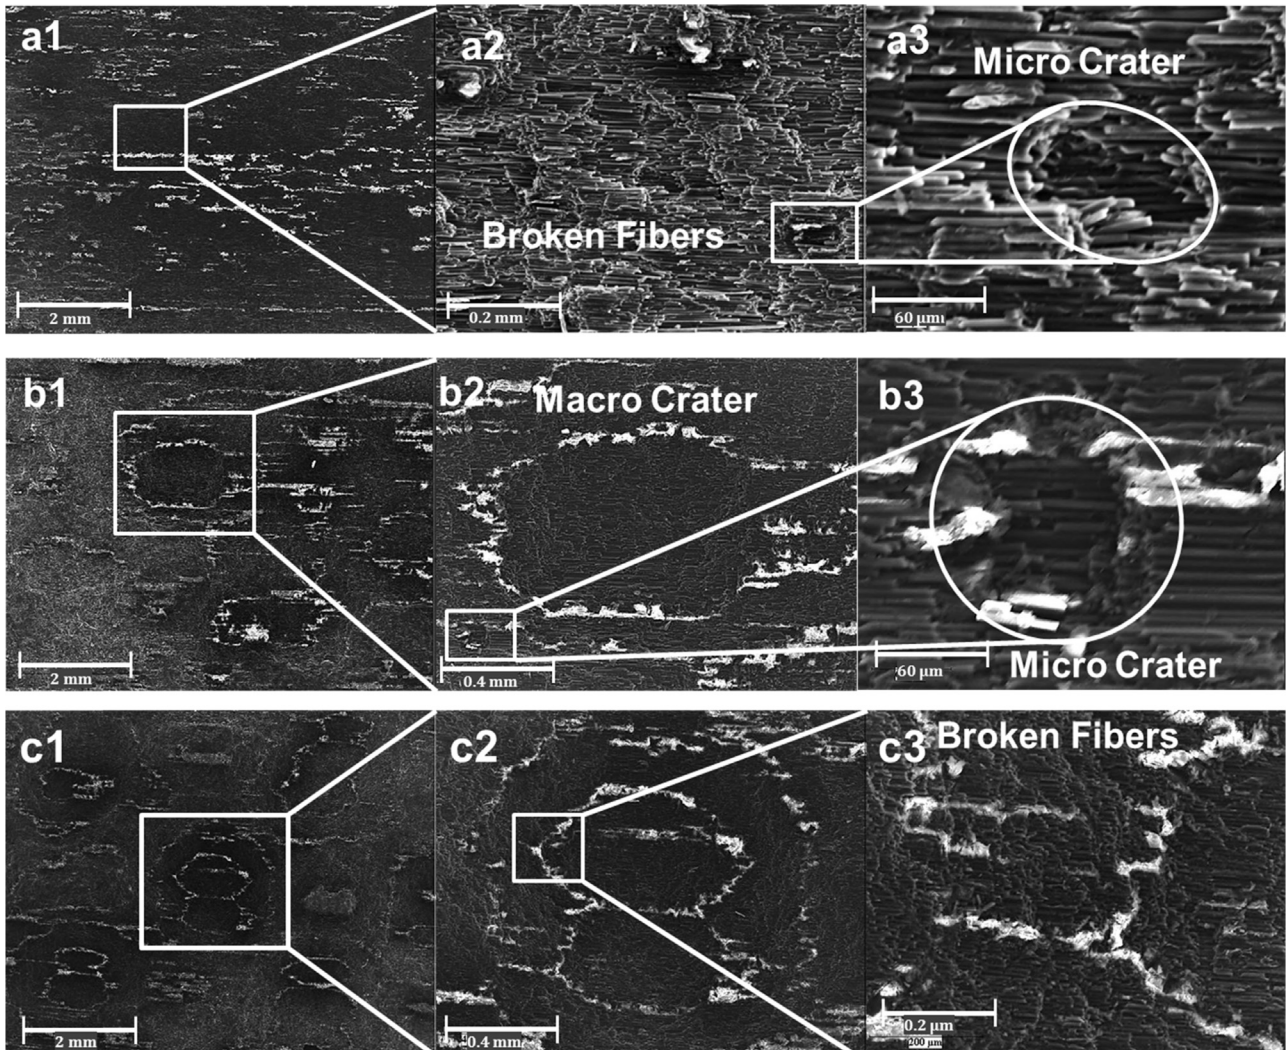 a1
a2
a3
Micro Crater
Broken Fibers
2 mm
0.2 mm
60 μm
b1
b2
Macro Crater
b3
2 mm
0.4 mm
60 μm
Micro Crater
c1
c2
c3
Broken Fibers
2 mm
0.4 mm
0.2 μm
200 μm